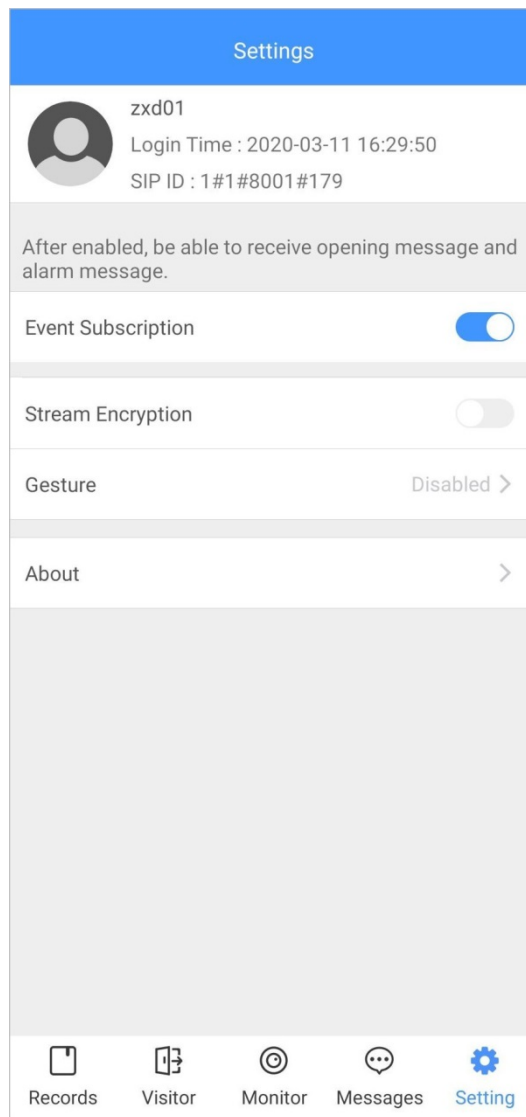 Settings
zxd01
Login Time : 2020-03-11 16:29:50
SIP ID : 1#1#8001#179
After enabled, be able to receive opening message and
alarm message.
Event Subscription
Stream Encryption
Gesture Disabled
About
Records Visitor Monitor Messages Setting